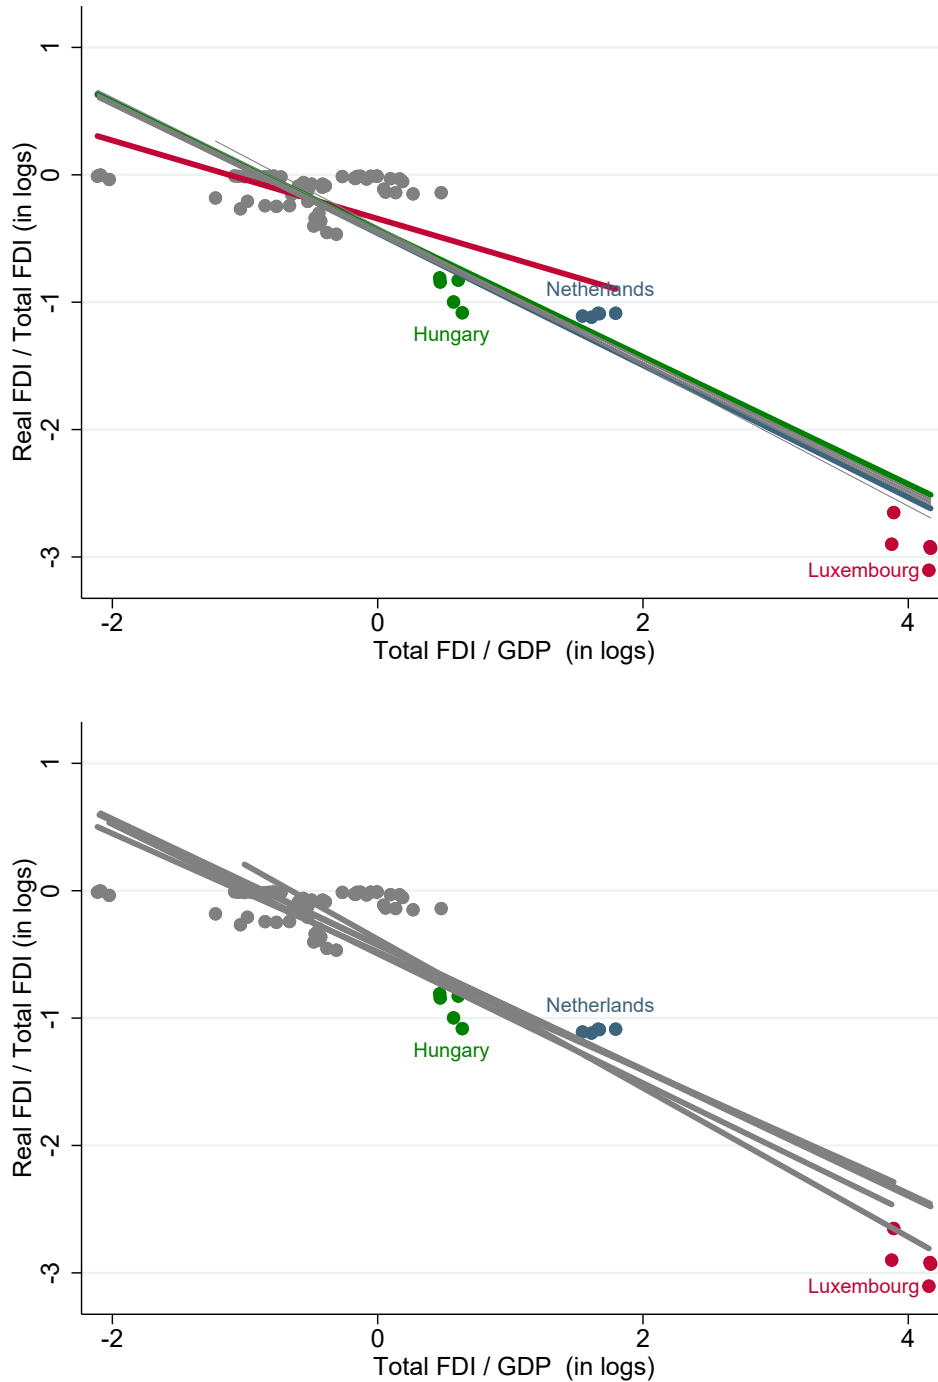 Real FDI / Total FDI (in logs)
1
0
-1
-2
-3
Netherlands
Hungary
Luxembourg
-2
0
2
4
Total FDI / GDP (in logs)
Real FDI / Total FDI (in logs)
1
0
-1
-2
-3
Netherlands
Hungary
Luxembourg
-2
0
2
4
Total FDI / GDP (in logs)